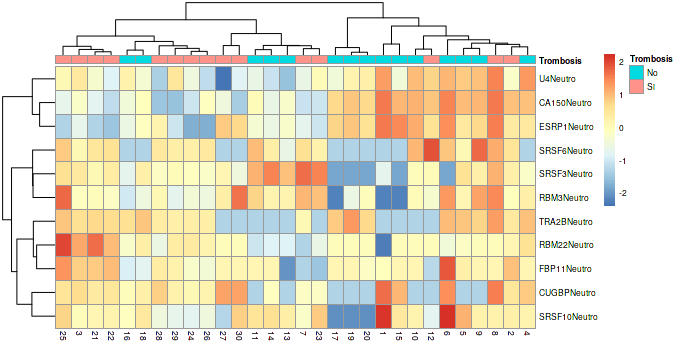 Trombosis
Trombosis
No
SI
U4Neutro
CA150Neutro
ESRP1Neutro
SRSF6Neutro
SRSF3Neutro
RBM3Neutro
TRA2BNeutro
RBM22Neutro
FBP11Neutro
CUGBPNeutro
SRSF10Neutro
2
1
0
-1
-2
25 3 21 22 16 18 28 29 24 26 27 30 11 14 13 7 23 17 19 20 1 15 10 12 6 5 9 8 2 4